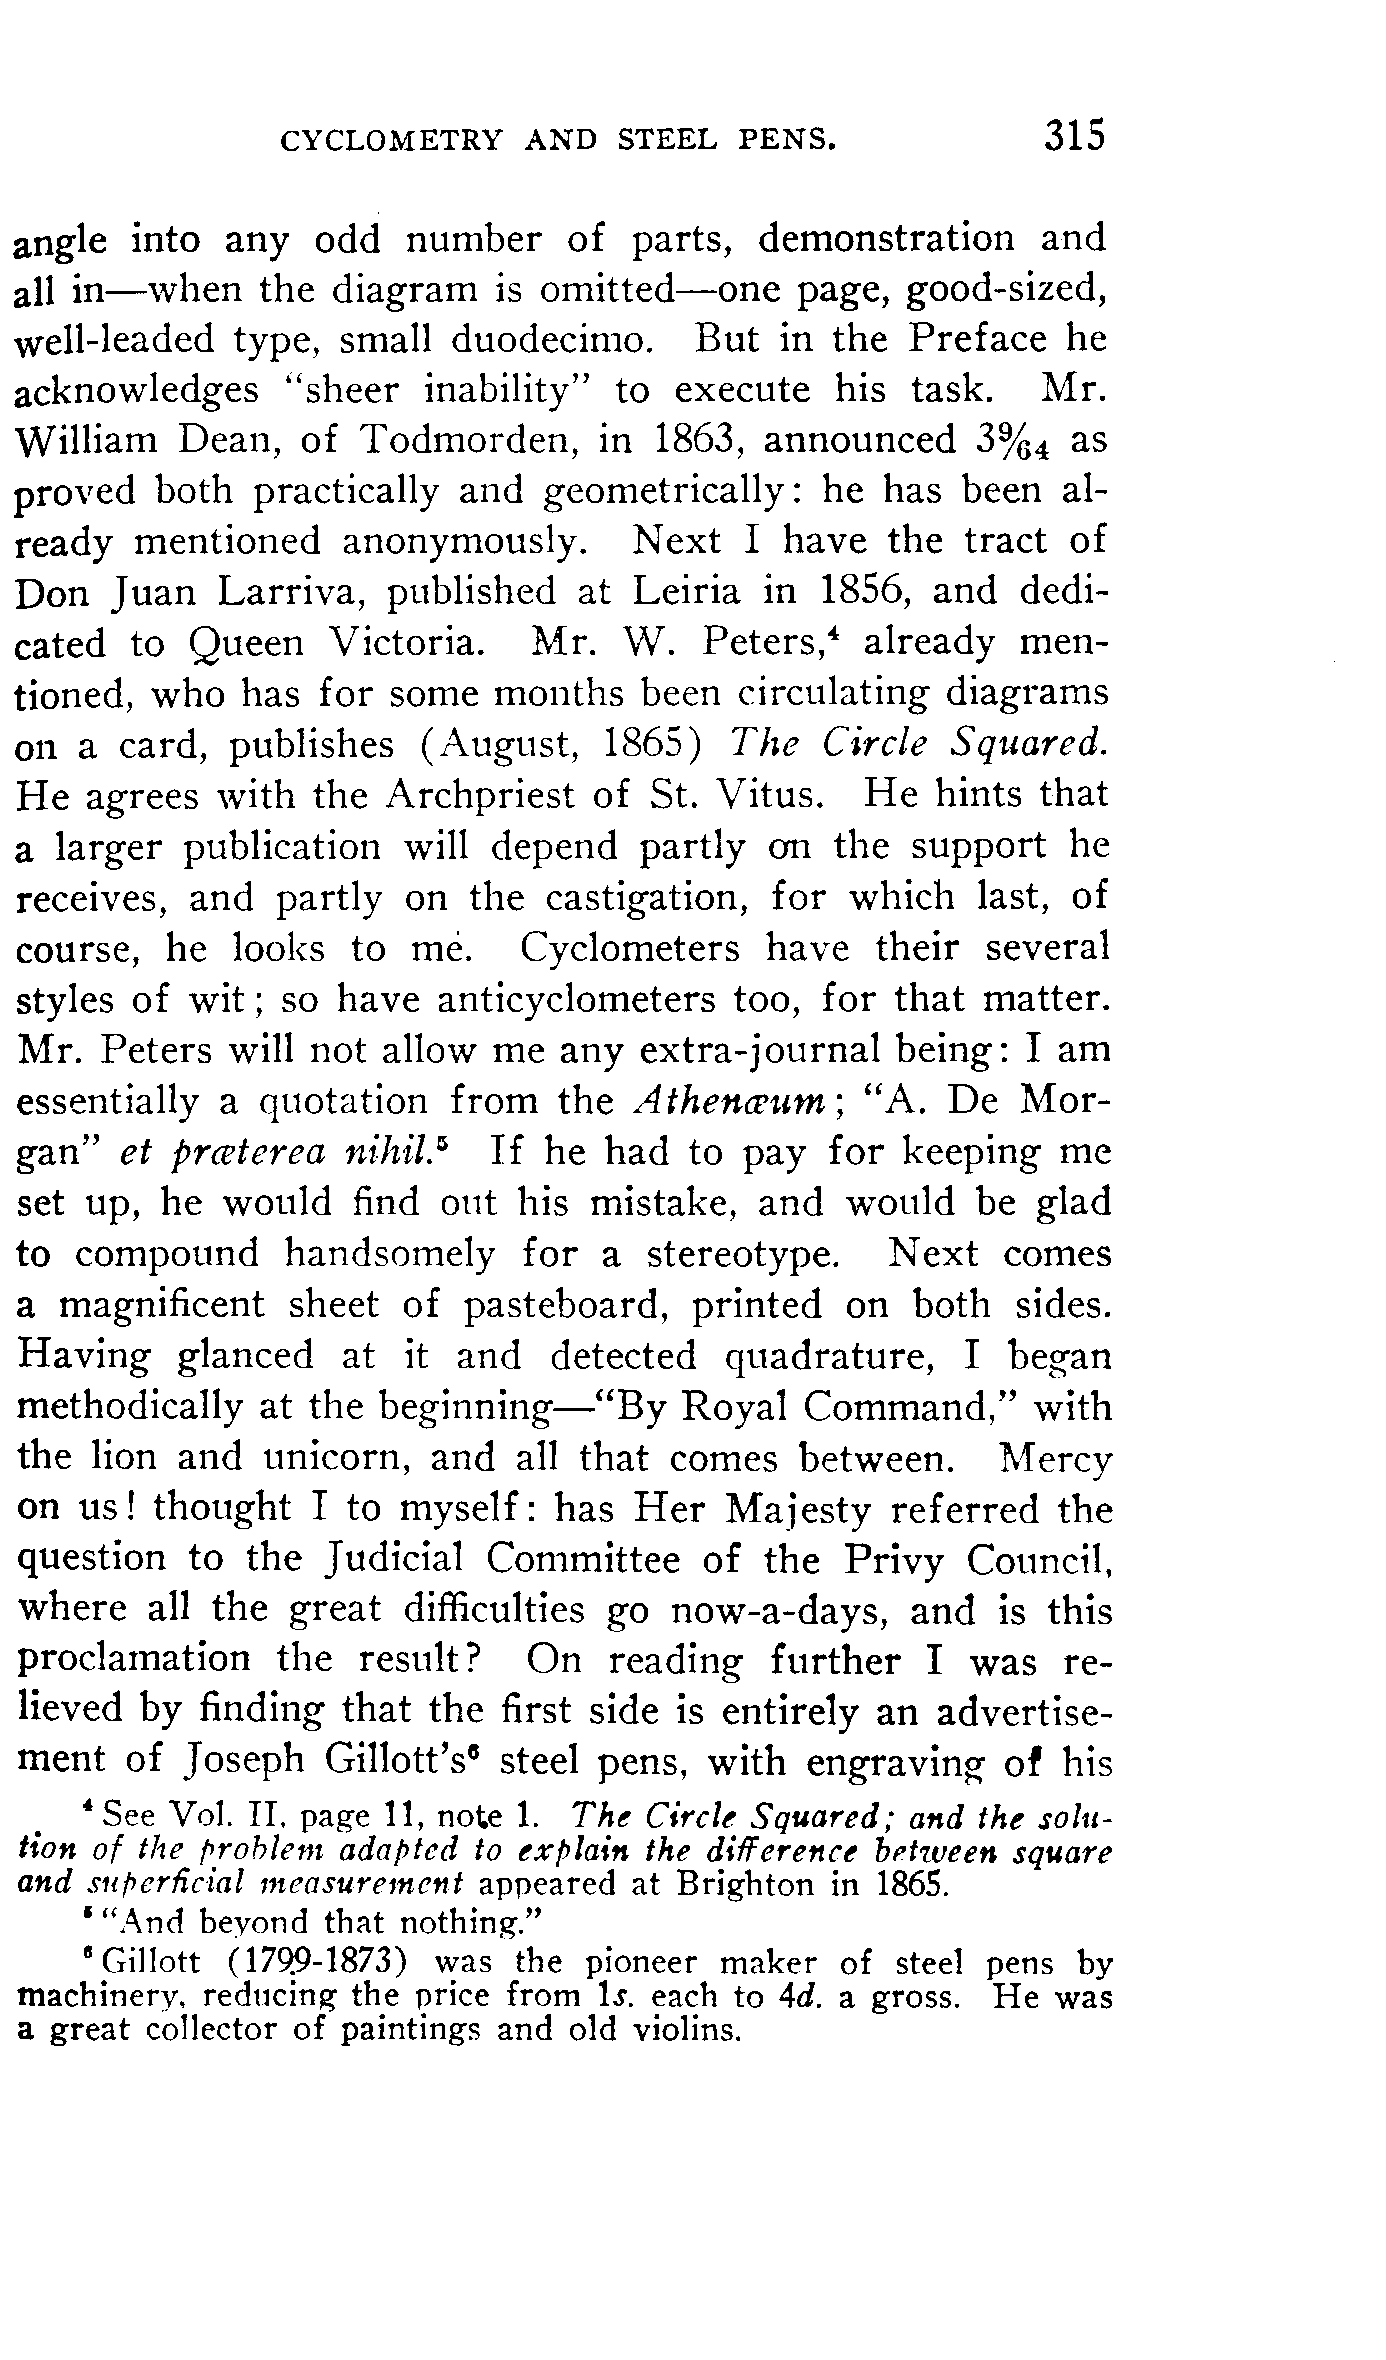 CYCLOMETRY AND STEEL PENS. 315
angle into any odd number of parts, demonstration and
all in—when the diagram is omitted—one page, good-sized,
well-leaded type, small duodecimo. But in the Preface he
acknowledges “sheer inability” to execute his task. Mr.
William Dean, of Todmorden, in 1863, announced 3 9⁄64 as
proved both practically and geometrically: he has been al-
ready mentioned anonymously. Next I have the tract of
Don Juan Larriva, published at Leiria in 1856, and dedi-
cated to Queen Victoria. Mr. W. Peters,⁴ already men-
tioned, who has for some months been circulating diagrams
on a card, publishes (August, 1865) The Circle Squared.
He agrees with the Archpriest of St. Vitus. He hints that
a larger publication will depend partly on the support he
receives, and partly on the castigation, for which last, of
course, he looks to me. Cyclometers have their several
styles of wit; so have anticyclometers too, for that matter.
Mr. Peters will not allow me any extra-journal being: I am
essentially a quotation from the Athenæum; “A. De Mor-
gan” et præterea nihil.⁵ If he had to pay for keeping me
set up, he would find out his mistake, and would be glad
to compound handsomely for a stereotype. Next comes
a magnificent sheet of pasteboard, printed on both sides.
Having glanced at it and detected quadrature, I began
methodically at the beginning—“By Royal Command,” with
the lion and unicorn, and all that comes between. Mercy
on us! thought I to myself: has Her Majesty referred the
question to the Judicial Committee of the Privy Council,
where all the great difficulties go now-a-days, and is this
proclamation the result? On reading further I was re-
lieved by finding that the first side is entirely an advertise-
ment of Joseph Gillott’s⁶ steel pens, with engraving of his
⁴ See Vol. II, page 11, note 1. The Circle Squared; and the solu-
tion of the problem adapted to explain the difference between square
and superficial measurement appeared at Brighton in 1865.
⁵ “And beyond that nothing.”
⁶ Gillott (1799-1873) was the pioneer maker of steel pens by
machinery, reducing the price from 1s. each to 4d. a gross. He was
a great collector of paintings and old violins.